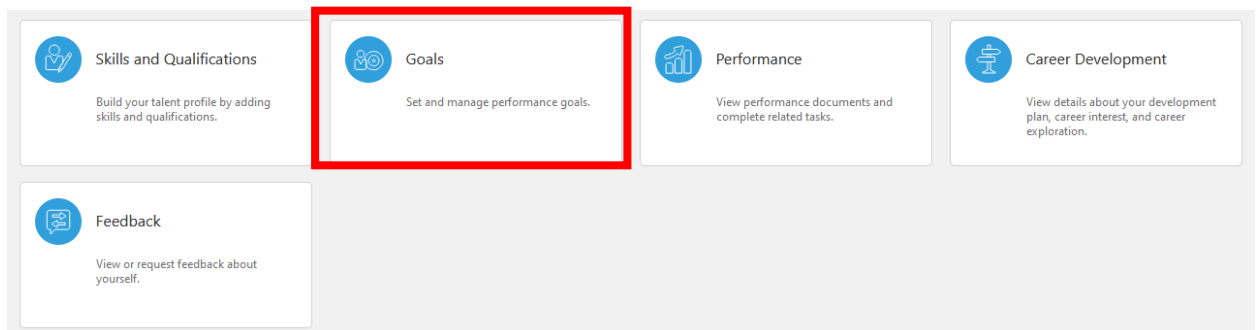 Skills and Qualifications
Build your talent profile by adding
skills and qualifications.
Goals
Set and manage performance goals.
Performance
View performance documents and
complete related tasks.
Career Development
View details about your development
plan, career interest, and career
exploration.
Feedback
View or request feedback about
yourself.